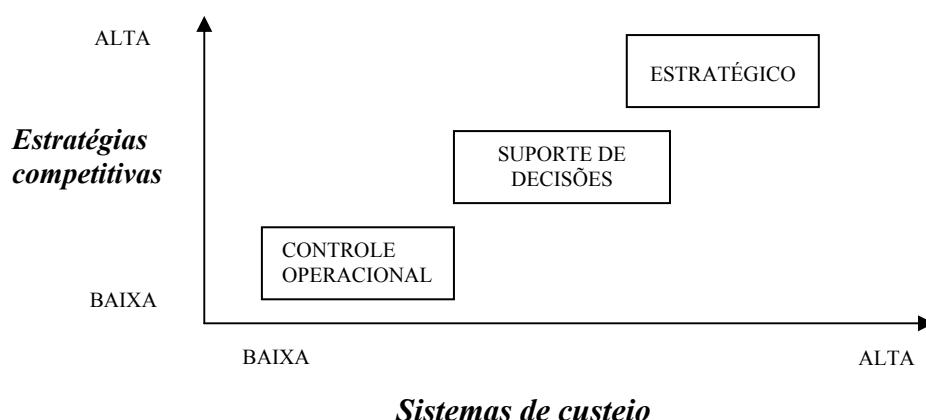 ALTA
ESTRATÉGICO
Estratégias
competitivas
SUPORTE DE
DECISÕES
CONTROLE
OPERACIONAL
BAIXA
BAIXA
ALTA
Sistemas de custeio